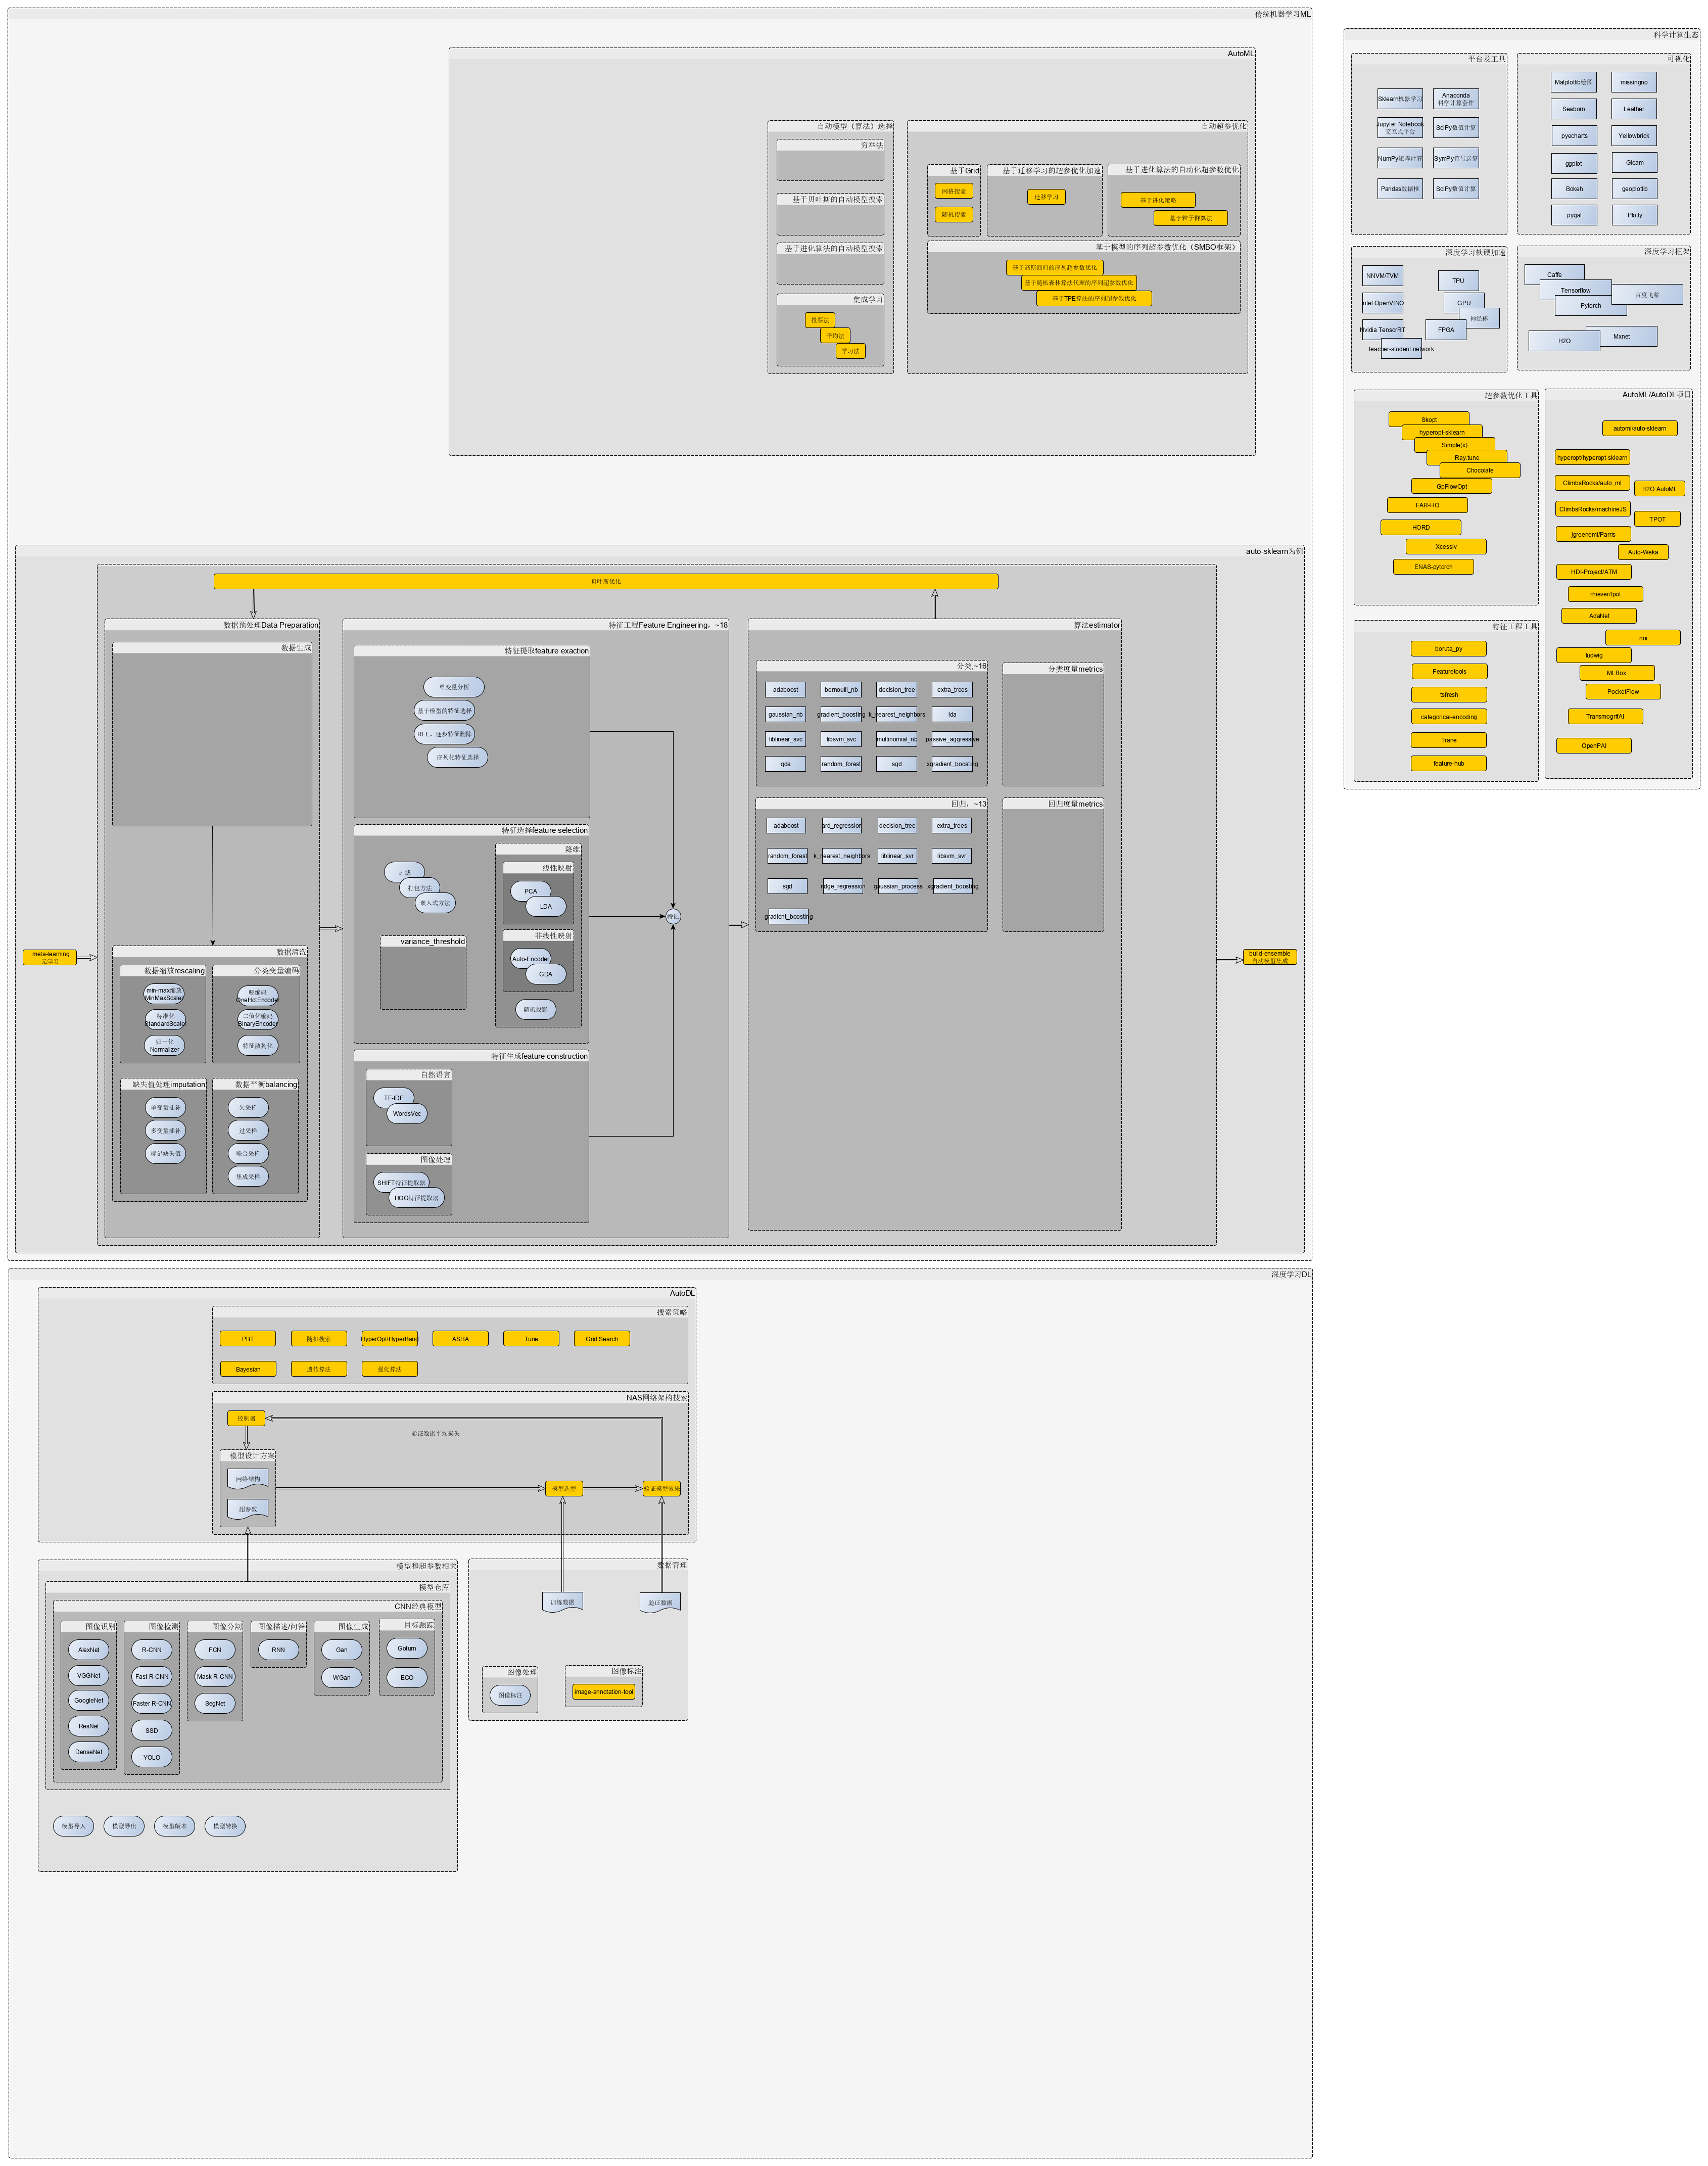 传统机器学习ML
AutoML
自动模型（算法）选择
穷举法
基于贝叶斯的自动模型搜索
基于进化算法的自动模型搜索
集成学习
投票法
平均法
学习法
自动超参优化
基于Grid
网格搜索
随机搜索
基于迁移学习的超参优化加速
迁移学习
基于进化算法的自动化超参数优化
基于进化策略
基于粒子群算法
基于模型的序列超参数优化（SMBO框架）
基于高斯回归的序列超参数优化
基于随机森林算法代理的序列超参数优化
基于TPE算法的序列超参数优化
auto-sklearn为例
贝叶斯优化
meta-learning
元学习
数据预处理Data Preparation
数据生成
数据清洗
数据缩放rescaling
min-max缩放
MinMaxScaler
标准化
StandardScaler
归一化
Normalizer
分类变量编码
哑编码
OneHotEncoder
二值化编码
BinaryEncoder
特征散列化
缺失值处理imputation
单变量插补
多变量插补
标记缺失值
数据平衡balancing
欠采样
过采样
联合采样
集成采样
特征工程Feature Engineering，~18
特征提取feature exaction
单变量分析
基于模型的特征选择
RFE，逐步特征删除
序列化特征选择
特征选择feature selection
过滤
打包方法
嵌入式方法
variance_threshold
降维
线性映射
PCA
LDA
非线性映射
Auto-Encoder
GDA
随机投影
特征生成feature construction
自然语言
TF-IDF
WordsVec
图像处理
SHIFT特征提取器
HOG特征提取器
特征
算法estimator
分类,~16
adaboost
bernoulli_nb
decision_tree
extra_trees
gaussian_nb
gradient_boosting
k_nearest_neighbors
lda
liblinear_svc
libsvm_svc
multinomial_nb
passive_aggressive
qda
random_forest
sgd
xgradient_boosting
分类度量metrics
回归，~13
adaboost
ard_regression
decision_tree
extra_trees
random_forest
k_nearest_neighbors
liblinear_svr
libsvm_svr
sgd
ridge_regression
gaussian_process
xgradient_boosting
gradient_boosting
回归度量metrics
build-ensemble
自动模型集成
深度学习DL
AutoDL
搜索策略
PBT
随机搜索
HyperOpt/HyperBand
ASHA
Tune
Grid Search
Bayesian
遗传算法
强化算法
NAS网络架构搜索
控制器
验证数据平均损失
模型设计方案
网络结构
超参数
模型选型
验证模型效果
模型和超参数相关
模型仓库
CNN经典模型
图像识别
AlexNet
VGGNet
GoogleNet
ResNet
DenseNet
图像检测
R-CNN
Fast R-CNN
Faster R-CNN
SSD
YOLO
图像分割
FCN
Mask R-CNN
SegNet
图像描述/问答
RNN
图像生成
Gan
WGan
目标跟踪
Goturn
ECO
模型导入
模型导出
模型版本
模型转换
数据管理
训练数据
验证数据
图像处理
图像标注
图像标注
image-annotation-tool
科学计算生态
平台及工具
Sklearn机器学习
Anaconda
科学计算套件
Jupyter Notebook
交互式平台
SciPy数值计算
NumPy矩阵计算
SymPy符号运算
Pandas数据框
SciPy数值计算
可视化
Matplotlib绘图
missingno
Seaborn
Leather
pyecharts
Yellowbrick
ggplot
Gleam
Bokeh
geoplotlib
pygal
Plotly
深度学习软硬加速
NNVM/TVM
Intel OpenVINO
Nvidia TensorRT
teacher-student network
TPU
GPU
神经棒
FPGA
深度学习框架
Caffe
Tensorflow
Pytorch
百度飞浆
Mxnet
H2O
超参数优化工具
Skopt
hyperopt-sklearn
Simple(x)
Ray.tune
Chocolate
GpFlowOpt
FAR-HO
HORD
Xcessiv
ENAS-pytorch
特征工程工具
boruta_py
Featuretools
tsfresh
categorical-encoding
Trane
feature-hub
AutoML/AutoDL项目
automl/auto-sklearn
hyperopt/hyperopt-sklearn
ClimbsRocks/auto_ml
H2O AutoML
ClimbsRocks/machineJS
TPOT
jgreenemi/Parris
Auto-Weka
HDI-Project/ATM
rhiever/tpot
AdaNet
nni
ludwig
MLBox
PocketFlow
TransmogrifAI
OpenPAI